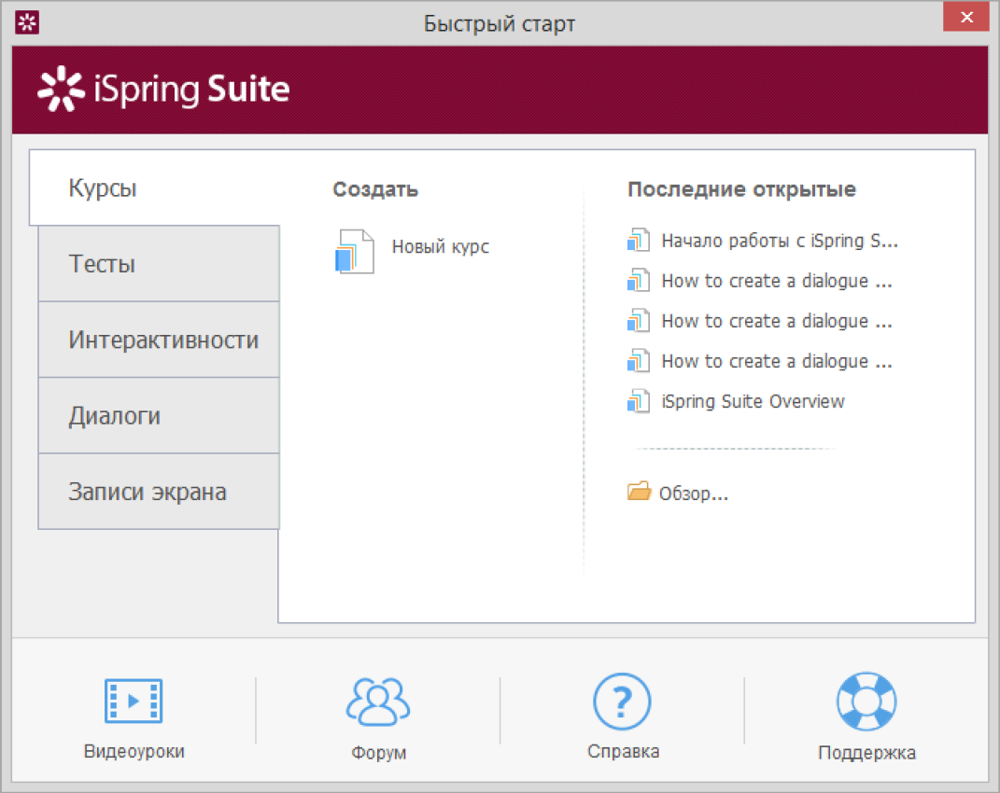 Быстрый старт
iSpring Suite
Курсы
Тесты
Интерактивности
Диалоги
Записи экрана
Создать
Новый курс
Последние открытые
Начало работы с iSpring S...
How to create a dialogue ...
How to create a dialogue ...
How to create a dialogue ...
iSpring Suite Overview
Обзор...
Видеоуроки
Форум
?
Справка
Поддержка